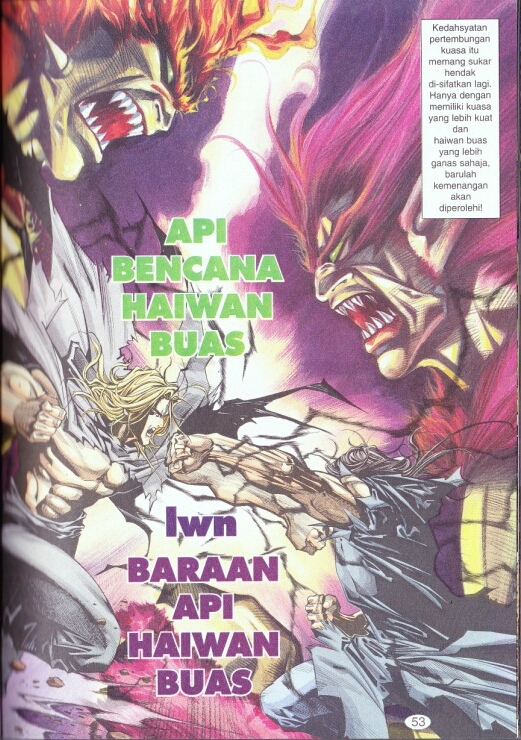 Kedahsyatan
pertembungan
kuasa itu
memang sukar
hendak
di-sifatkan lagi.
Hanya dengan
memiliki kuasa
yang lebih kuat
dan
haiwan buas
yang lebih
ganas sahaja,
barulah
kemenangan
akan
diperolehi!
API
BENCANA
HAIWAN
BUAS
lwn
BARAAN
API
HAIWAN
BUAS
53